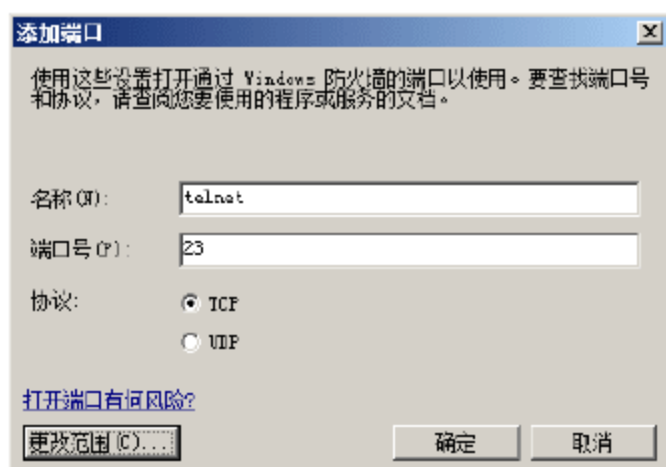 添加端口
使用这些设置打开通过 Windows 防火墙的端口以使用。要查找端口号
和协议，请查阅您要使用的程序或服务的文档。
名称(N):
telnet
端口号(P):
23
协议:
TCP
UDP
打开端口有何风险?
更改范围(C)...
确定
取消